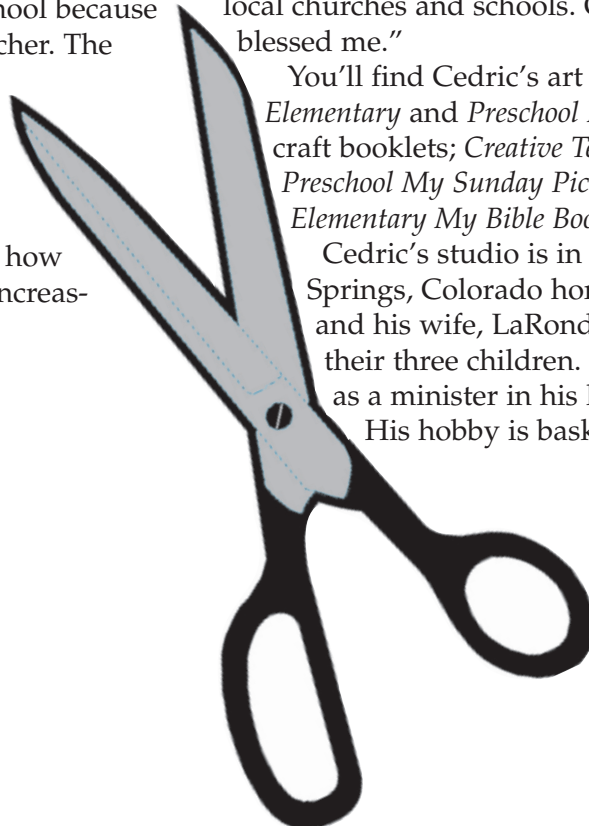 hool because
cher. The
how
ncreas-
local churches and schools.
blessed me.”
You’ll find Cedric’s art
Elementary and Preschool
craft booklets; Creative
Preschool My Sunday Pic
Elementary My Bible Boo
Cedric’s studio is in
Springs, Colorado
and his wife, LaRond
their three children.
as a minister in his
His hobby is bask